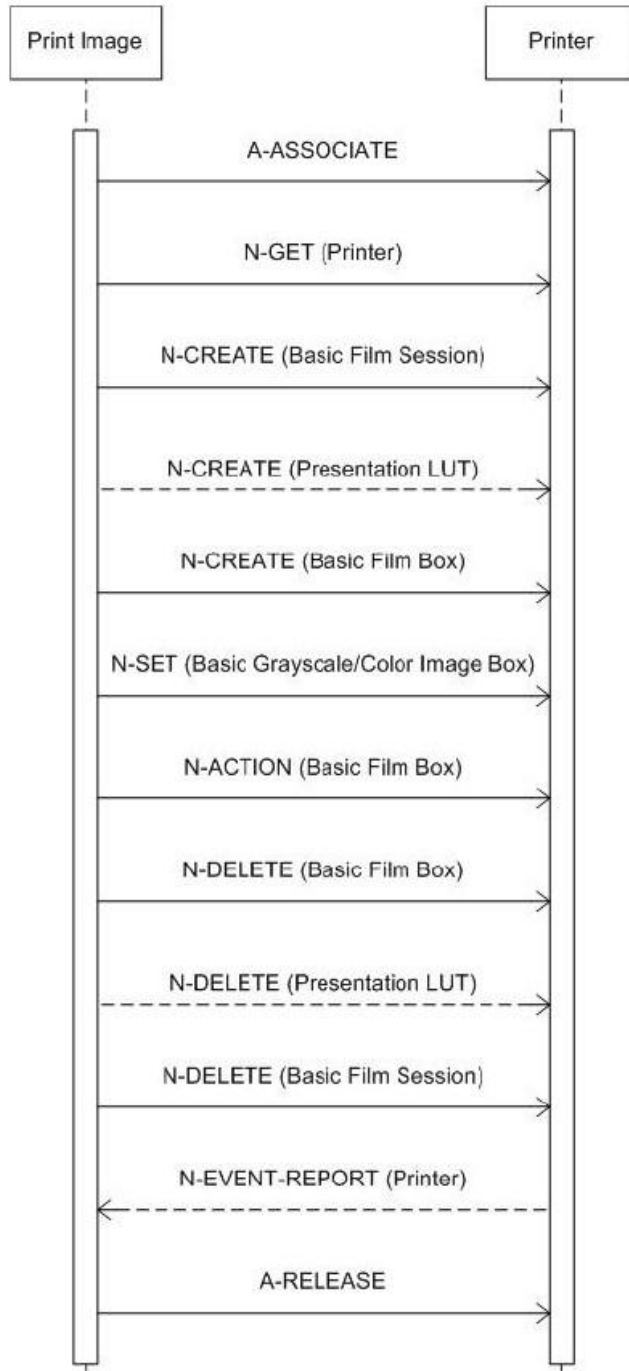 Print Image
Printer
A-ASSOCIATE
N-GET (Printer)
N-CREATE (Basic Film Session)
N-CREATE (Presentation LUT)
N-CREATE (Basic Film Box)
N-SET (Basic Grayscale/Color Image Box)
N-ACTION (Basic Film Box)
N-DELETE (Basic Film Box)
N-DELETE (Presentation LUT)
N-DELETE (Basic Film Session)
N-EVENT-REPORT (Printer)
A-RELEASE